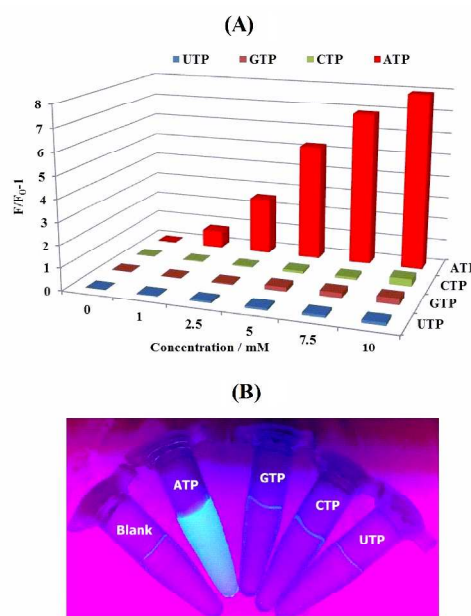 (A)
UTP GTP CTP ATP
8
7
6
5
4
3
2
1
0
F/F0-1
0 1 2.5 5 7.5 10
Concentration / mM
ATP
CTP
GTP
UTP
(B)
Blank ATP GTP CTP UTP